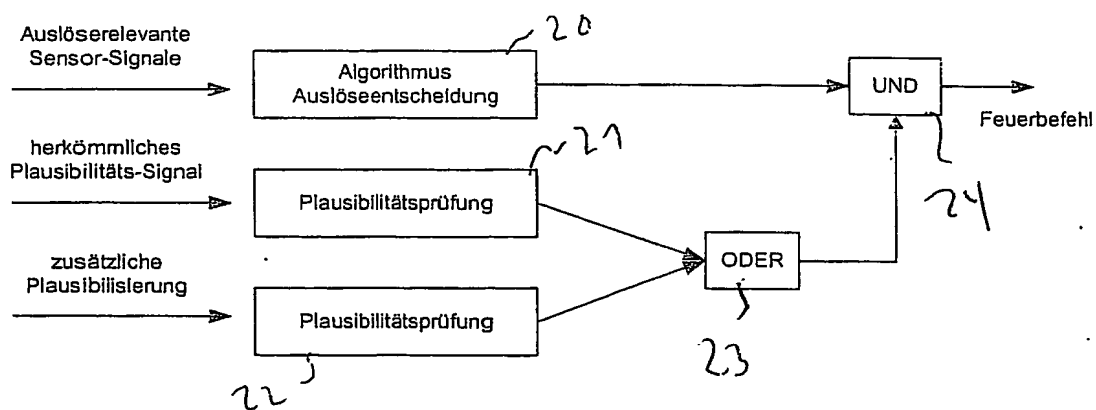 Auslöserelevante
Sensor-Signale
20
Algorithmus
Auslöseentscheidung
UND
Feuerbefehl
herkömmliches
Plausibilitäts-Signal
21
Plausibilitätsprüfung
24
zusätzliche
Plausibilisierung
ODER
Plausibilitätsprüfung
23
22